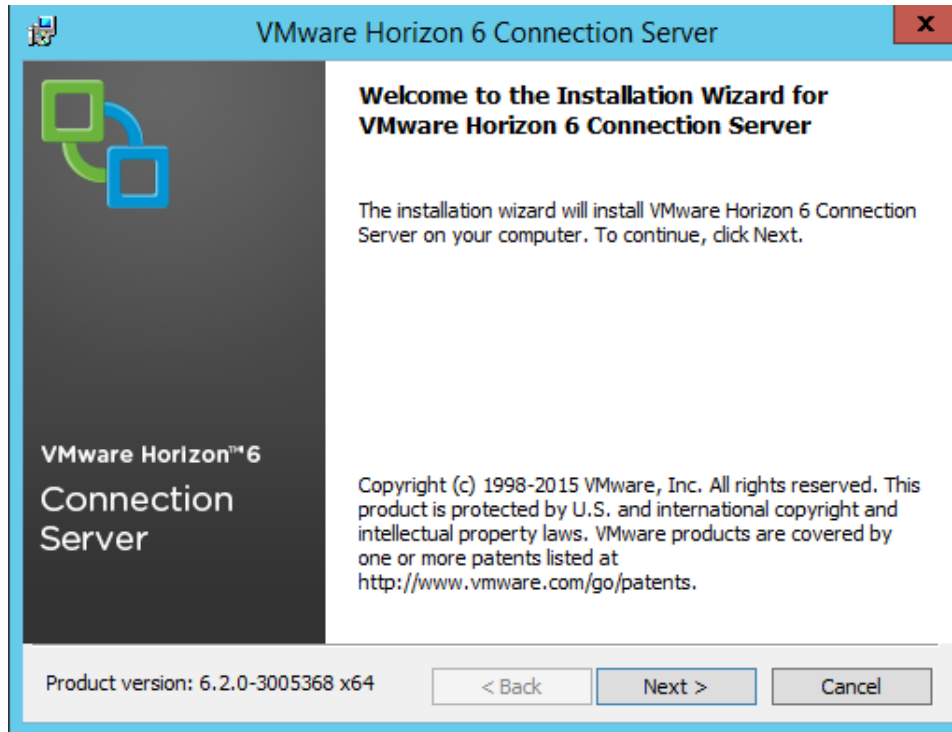 VMware Horizon 6 Connection Server
x
Welcome to the Installation Wizard for
VMware Horizon 6 Connection Server
The installation wizard will install VMware Horizon 6 Connection
Server on your computer. To continue, click Next.
VMware Horizon™ 6
Connection
Server
Copyright (c) 1998-2015 VMware, Inc. All rights reserved. This
product is protected by U.S. and international copyright and
intellectual property laws. VMware products are covered by
one or more patents listed at
http://www.vmware.com/go/patents.
Product version: 6.2.0-3005368 x64
< Back
Next >
Cancel